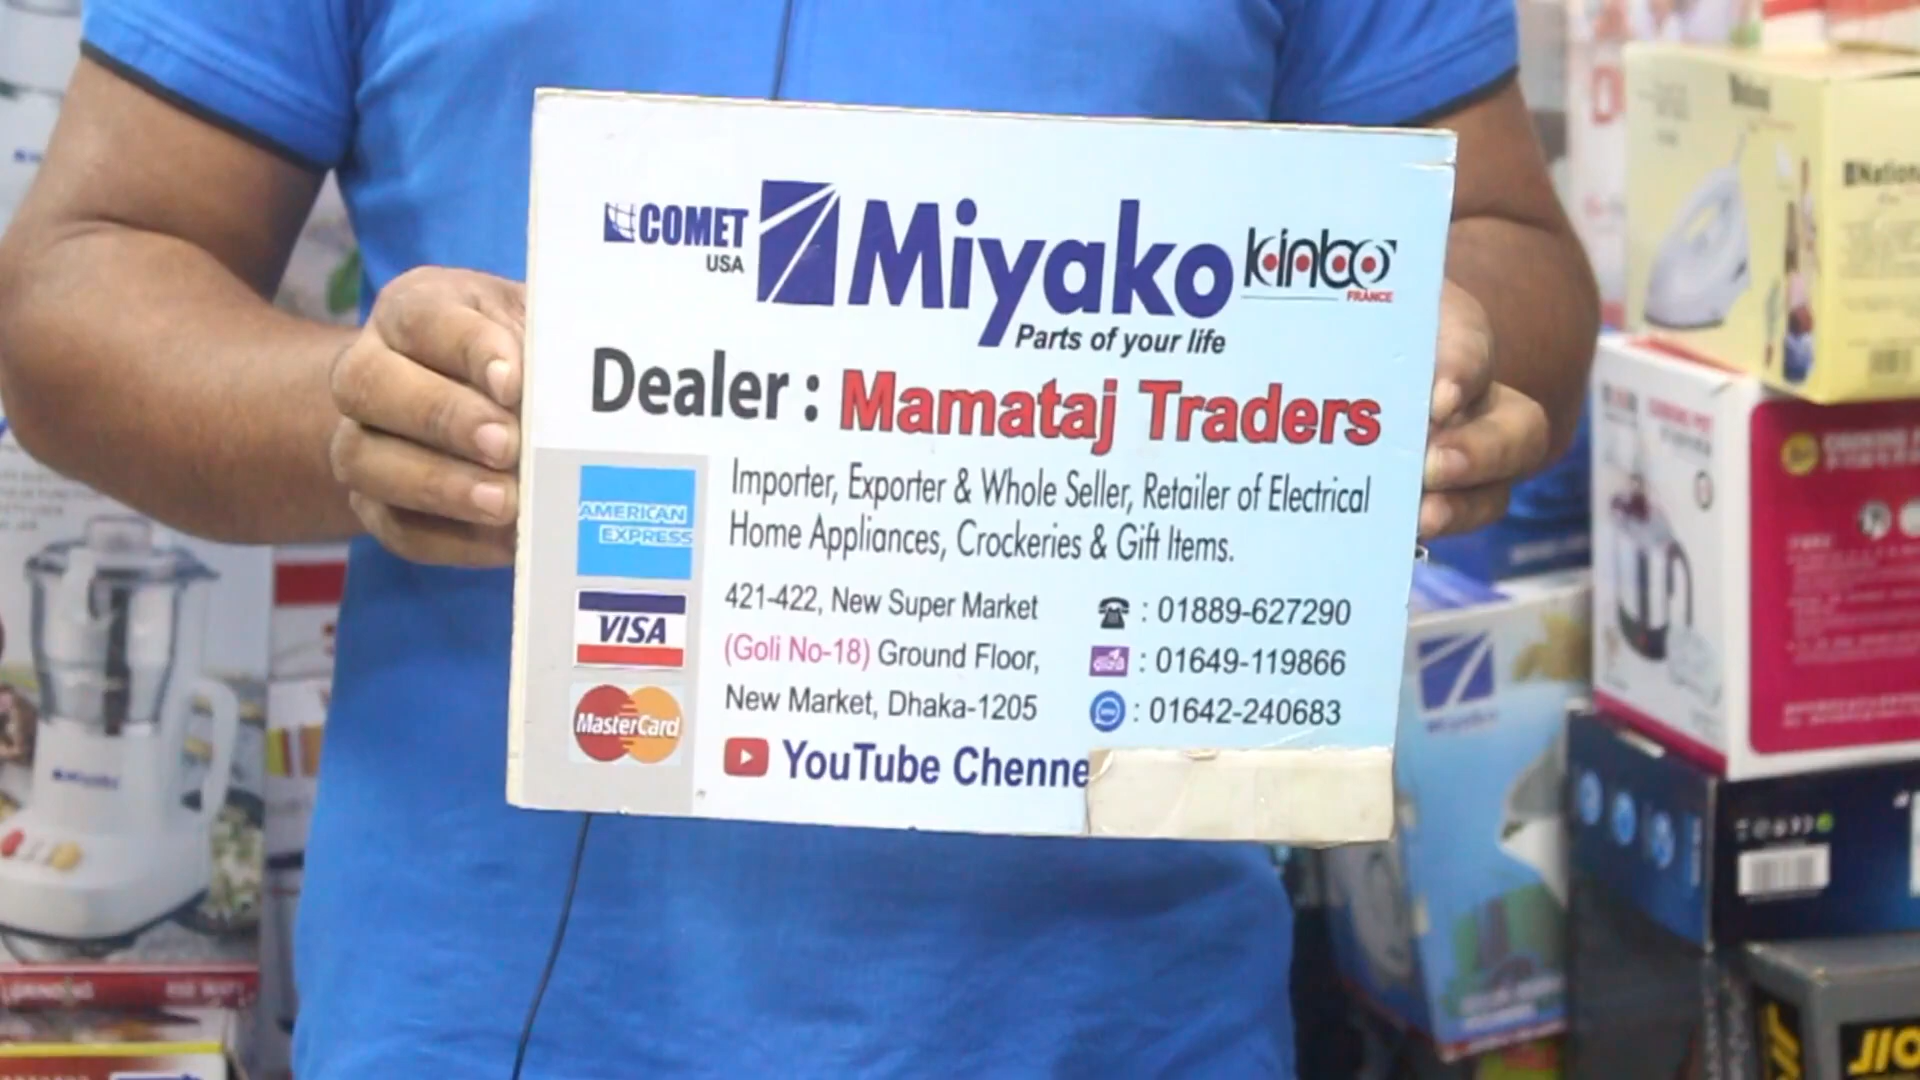 COMET
USA
Miyako
Parts of your life
kinbo
FRANCE
Dealer : Mamataj Traders
AMERICAN
EXPRESS
VISA
MasterCard
Importer, Exporter & Whole Seller, Retailer of Electrical
Home Appliances, Crockeries & Gift Items.
421-422, New Super Market
(Goli No-18) Ground Floor,
New Market, Dhaka-1205
: 01889-627290
: 01649-119866
: 01642-240683
YouTube Chenne
Miyako